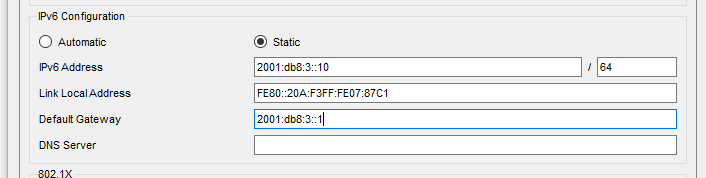 IPv6 Configuration
Automatic Static
IPv6 Address 2001:db8:3::10 / 64
Link Local Address FE80::20A:F3FF:FE07:87C1
Default Gateway 2001:db8:3::1
DNS Server
802.1X